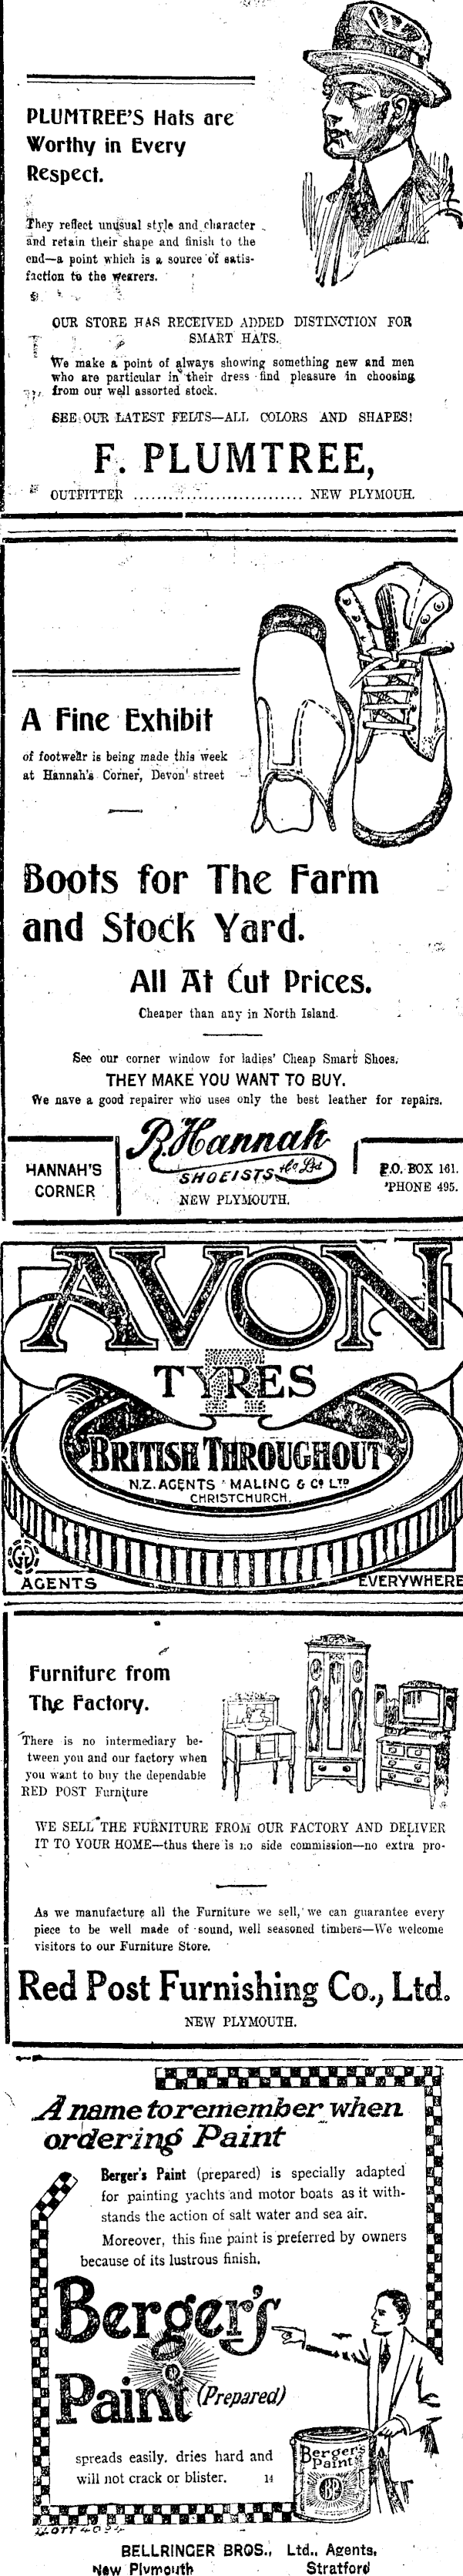 PLUMTREE'S Hats are
Worthy in Every
Respect.
They reflect unusual style and character
and retain their shape and finish to the
end—a point which is a source of satis-
faction to the wearers.
OUR STORE HAS RECEIVED ADDED DISTINCTION FOR
SMART HATS.
We make a point of always showing something new and men
who are particular in their dress find pleasure in choosing
from our well assorted stock.
SEE OUR LATEST FELTS—ALL COLORS AND SHAPES!
F. PLUMTREE,
OUTFITTER .............................. NEW PLYMOUH.
A Fine Exhibit
of footwear is being made this week
at Hannah's Corner, Devon street
Boots for The Farm
and Stock Yard.
All At Cut Prices.
Cheaper than any in North Island.
See our corner window for ladies' Cheap Smart Shoes.
THEY MAKE YOU WANT TO BUY.
We have a good repairer who uses only the best leather for repairs.
HANNAH'S
CORNER
R. Hannah
& Co. Ltd
SHOEISTS
NEW PLYMOUTH.
P.O. BOX 161.
'PHONE 495.
AVON
TYRES
BRITISH THROUGHOUT
N.Z. AGENTS MALING & Co LTD
CHRISTCHURCH.
AGENTS EVERYWHERE
Furniture from
The Factory.
There is no intermediary be-
tween you and our factory when
you want to buy the dependable
RED POST Furniture
WE SELL THE FURNITURE FROM OUR FACTORY AND DELIVER
IT TO YOUR HOME—thus there is no side commission—no extra pro-
As we manufacture all the Furniture we sell, we can guarantee every
piece to be well made of sound, well seasoned timbers—We welcome
visitors to our Furniture Store.
Red Post Furnishing Co., Ltd.
NEW PLYMOUTH.
A name to remember when
ordering Paint
Berger's Paint (prepared) is specially adapted
for painting yachts and motor boats as it with-
stands the action of salt water and sea air.
Moreover, this fine paint is preferred by owners
because of its lustrous finish.
Berger's
Paint (Prepared)
Berger's
Paint
spreads easily, dries hard and
will not crack or blister. 14
BELLRINGER BROS., Ltd., Agents,
New Plymouth Stratford